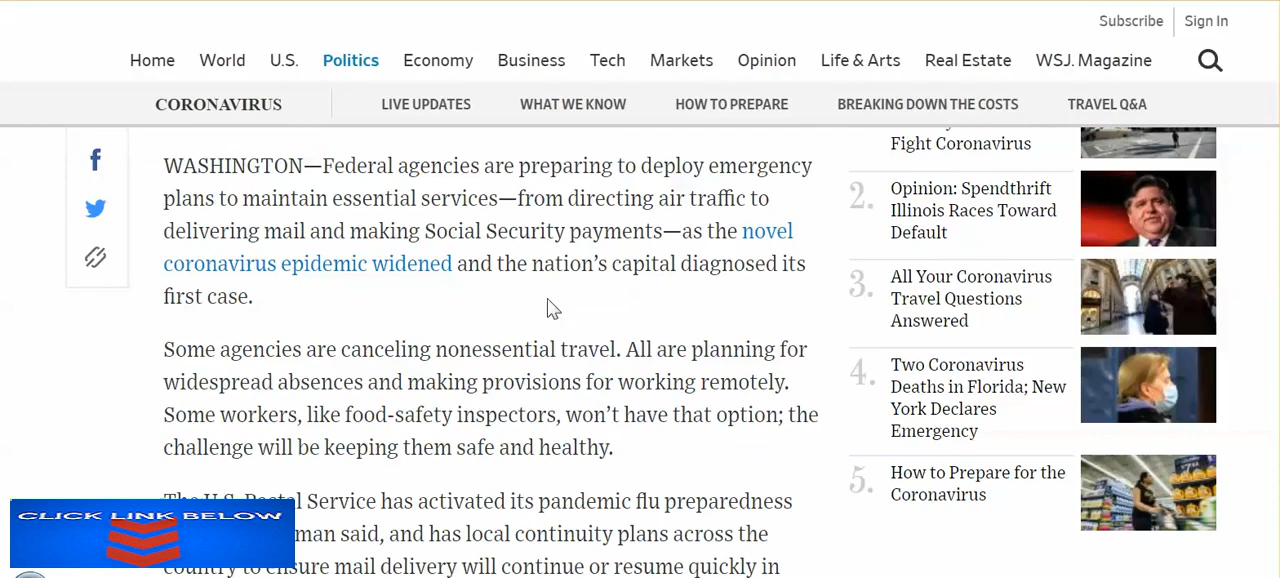 Subscribe Sign In
Home World U.S. Politics Economy Business Tech Markets Opinion Life & Arts Real Estate WSJ. Magazine
CORONAVIRUS LIVE UPDATES WHAT WE KNOW HOW TO PREPARE BREAKING DOWN THE COSTS TRAVEL Q&A
WASHINGTON—Federal agencies are preparing to deploy emergency
plans to maintain essential services—from directing air traffic to
delivering mail and making Social Security payments—as the novel
coronavirus epidemic widened and the nation's capital diagnosed its
first case.
Some agencies are canceling nonessential travel. All are planning for
widespread absences and making provisions for working remotely.
Some workers, like food-safety inspectors, won't have that option; the
challenge will be keeping them safe and healthy.
The U.S. Postal Service has activated its pandemic flu preparedness
man said, and has local continuity plans across the
country to ensure mail delivery will continue or resume quickly in
CLICK LINK BELOW
Fight Coronavirus
2. Opinion: Spendthrift
Illinois Races Toward
Default
3. All Your Coronavirus
Travel Questions
Answered
4. Two Coronavirus
Deaths in Florida; New
York Declares
Emergency
5. How to Prepare for the
Coronavirus